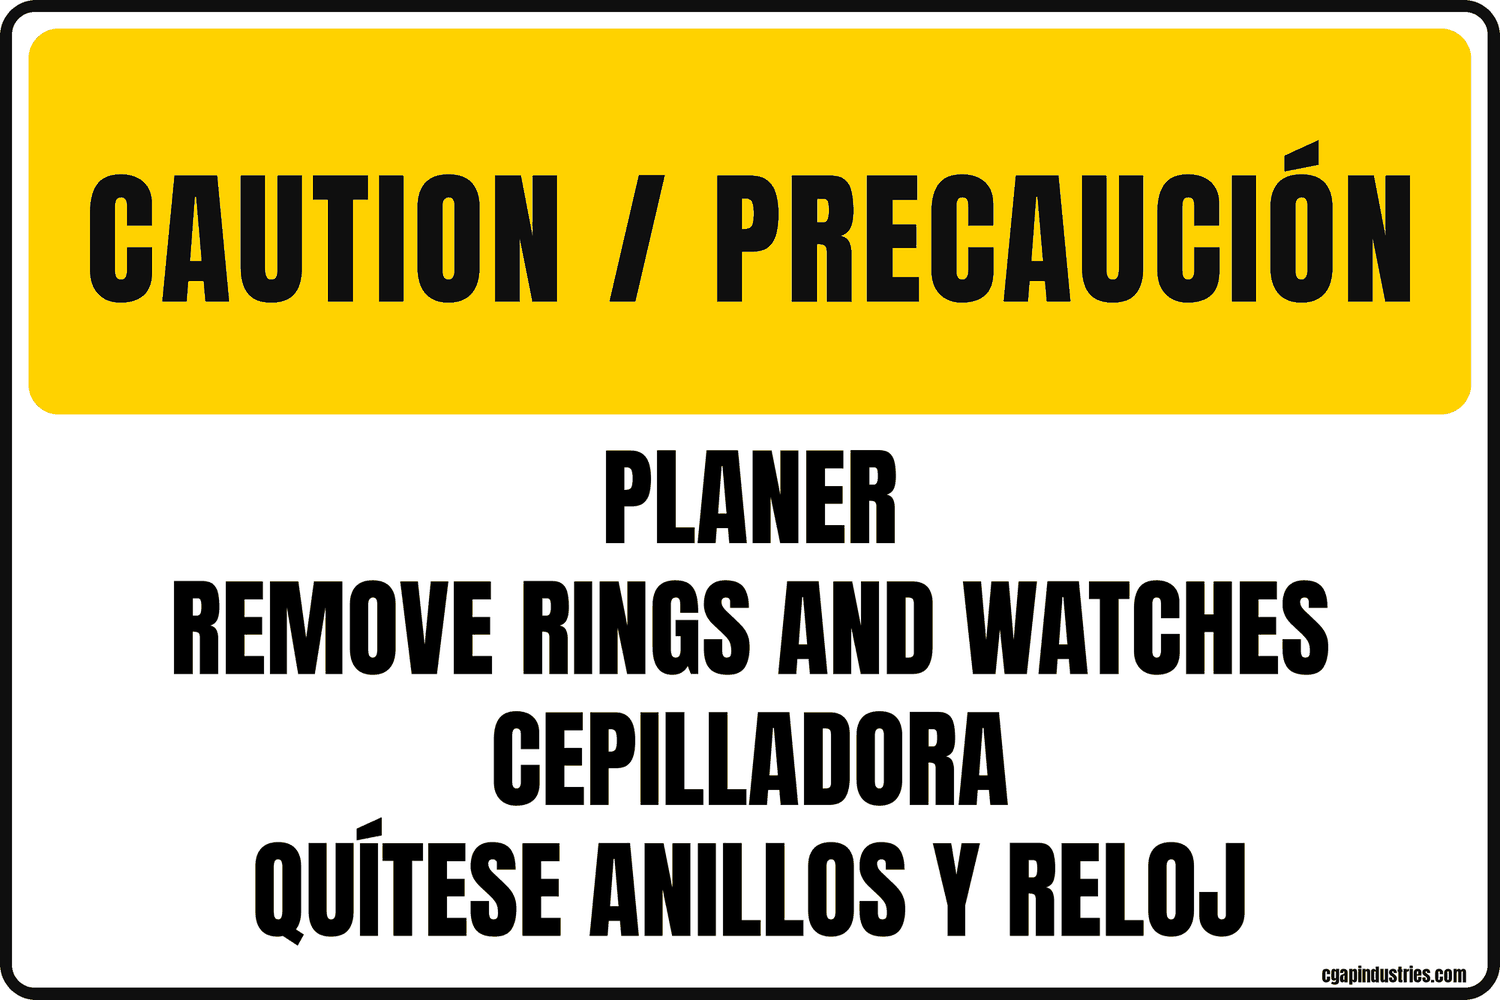 CAUTION / PRECAUCIÓN
PLANER
REMOVE RINGS AND WATCHES
CEPILLADORA
QUÍTESE ANILLOS Y RELOJ
cgapindustries.com